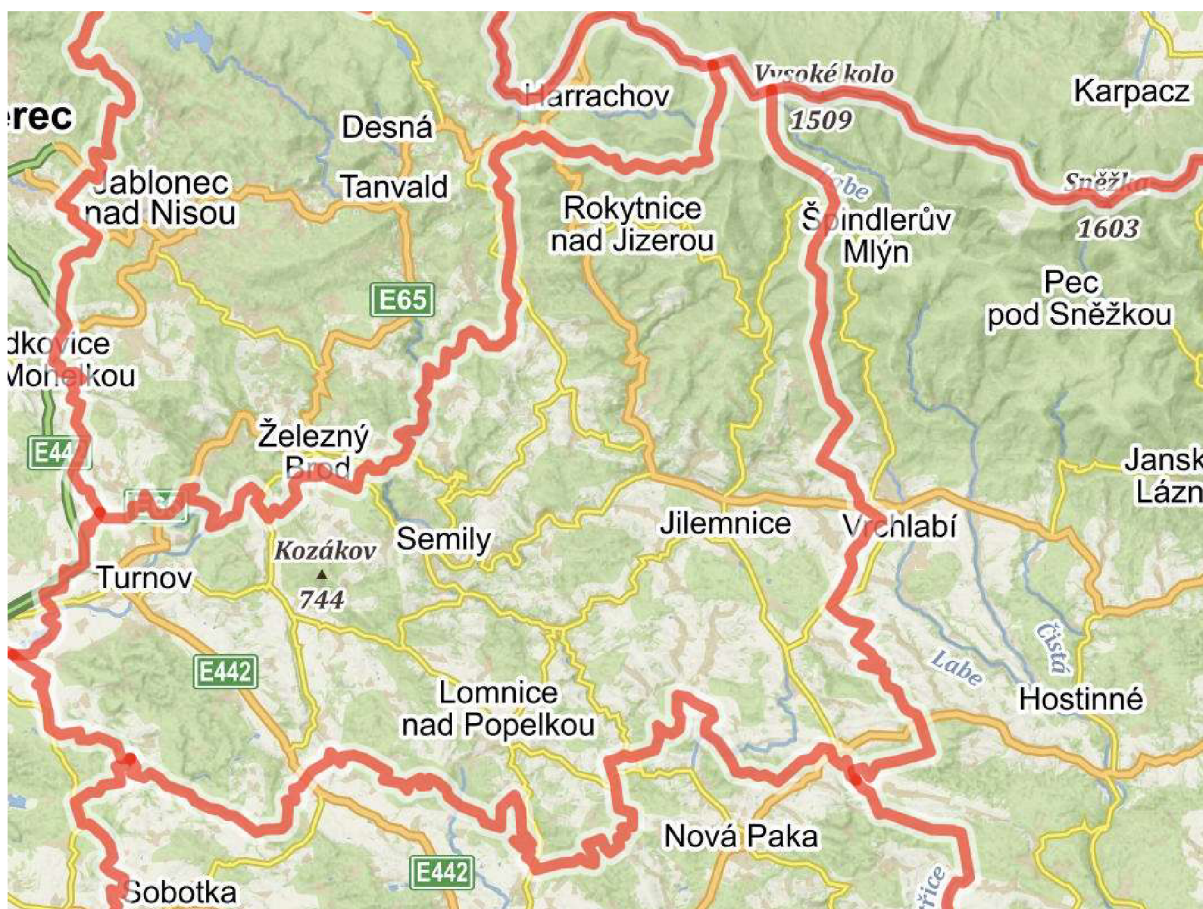 Vysoké kolo
1509
Karpacz
Harrachov
erec
Desná
Tanvald
Jablonec
nad Nisou
Labe
Sněžka
1603
Rokytnice
nad Jizerou
Špindlerův
Mlýn
Pec
pod Sněžkou
E65
dkovice
Mohelkou
Železný
Brod
E44
Jansk
Lázn
Semily
Jilemnice
Vrchlabí
Kozákov
744
Turnov
E442
Lomnice
nad Popelkou
Labe
Čistá
Hostinné
Nová Paka
E442
Sobotka